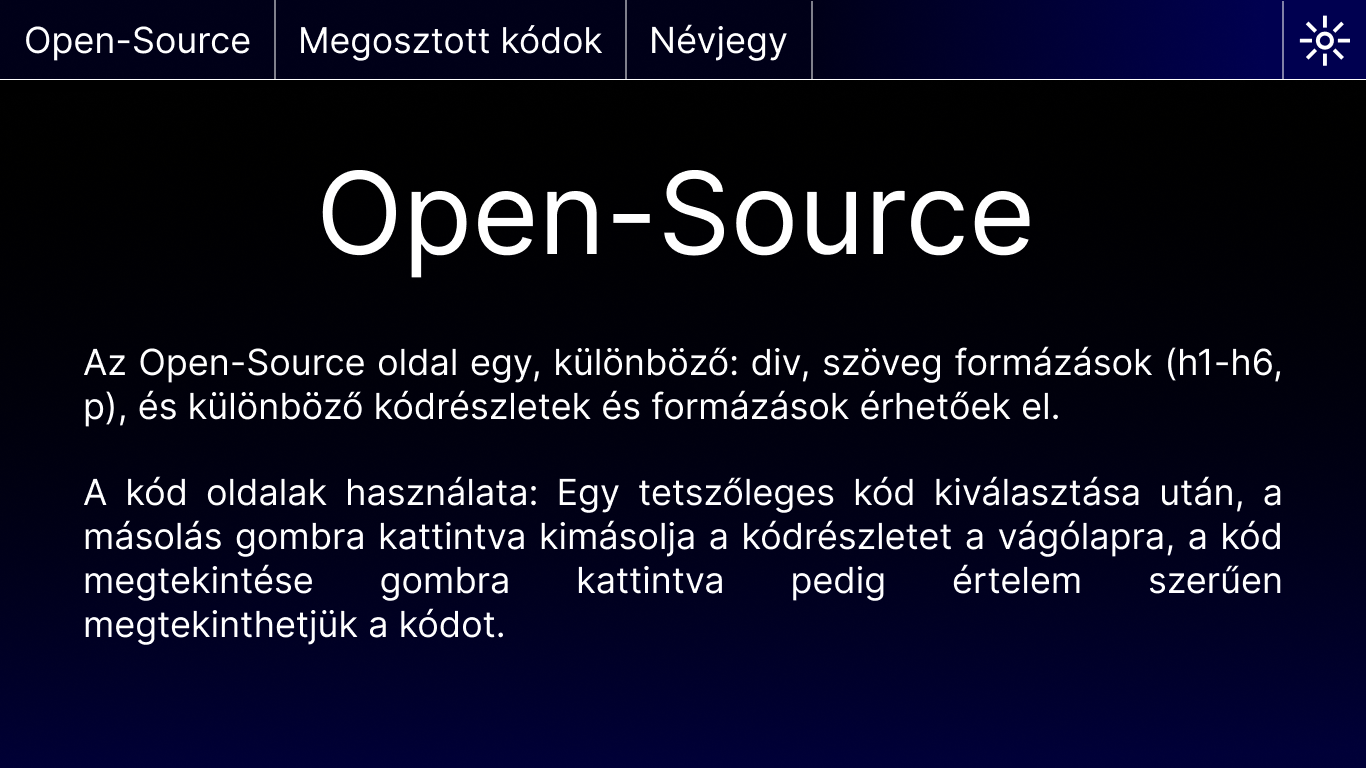 Open-Source
Megosztott kódok
Névjegy
Open-Source
Az Open-Source oldal egy, különböző: div, szöveg formázások (h1-h6,
p), és különböző kódrészletek és formázások érhetőek el.
A kód oldalak használata: Egy tetszőleges kód kiválasztása után, a
másolás gombra kattintva kimásolja a kódrészletet a vágólapra, a kód
megtekintése gombra kattintva pedig értelem szerűen
megtekinthetjük a kódot.